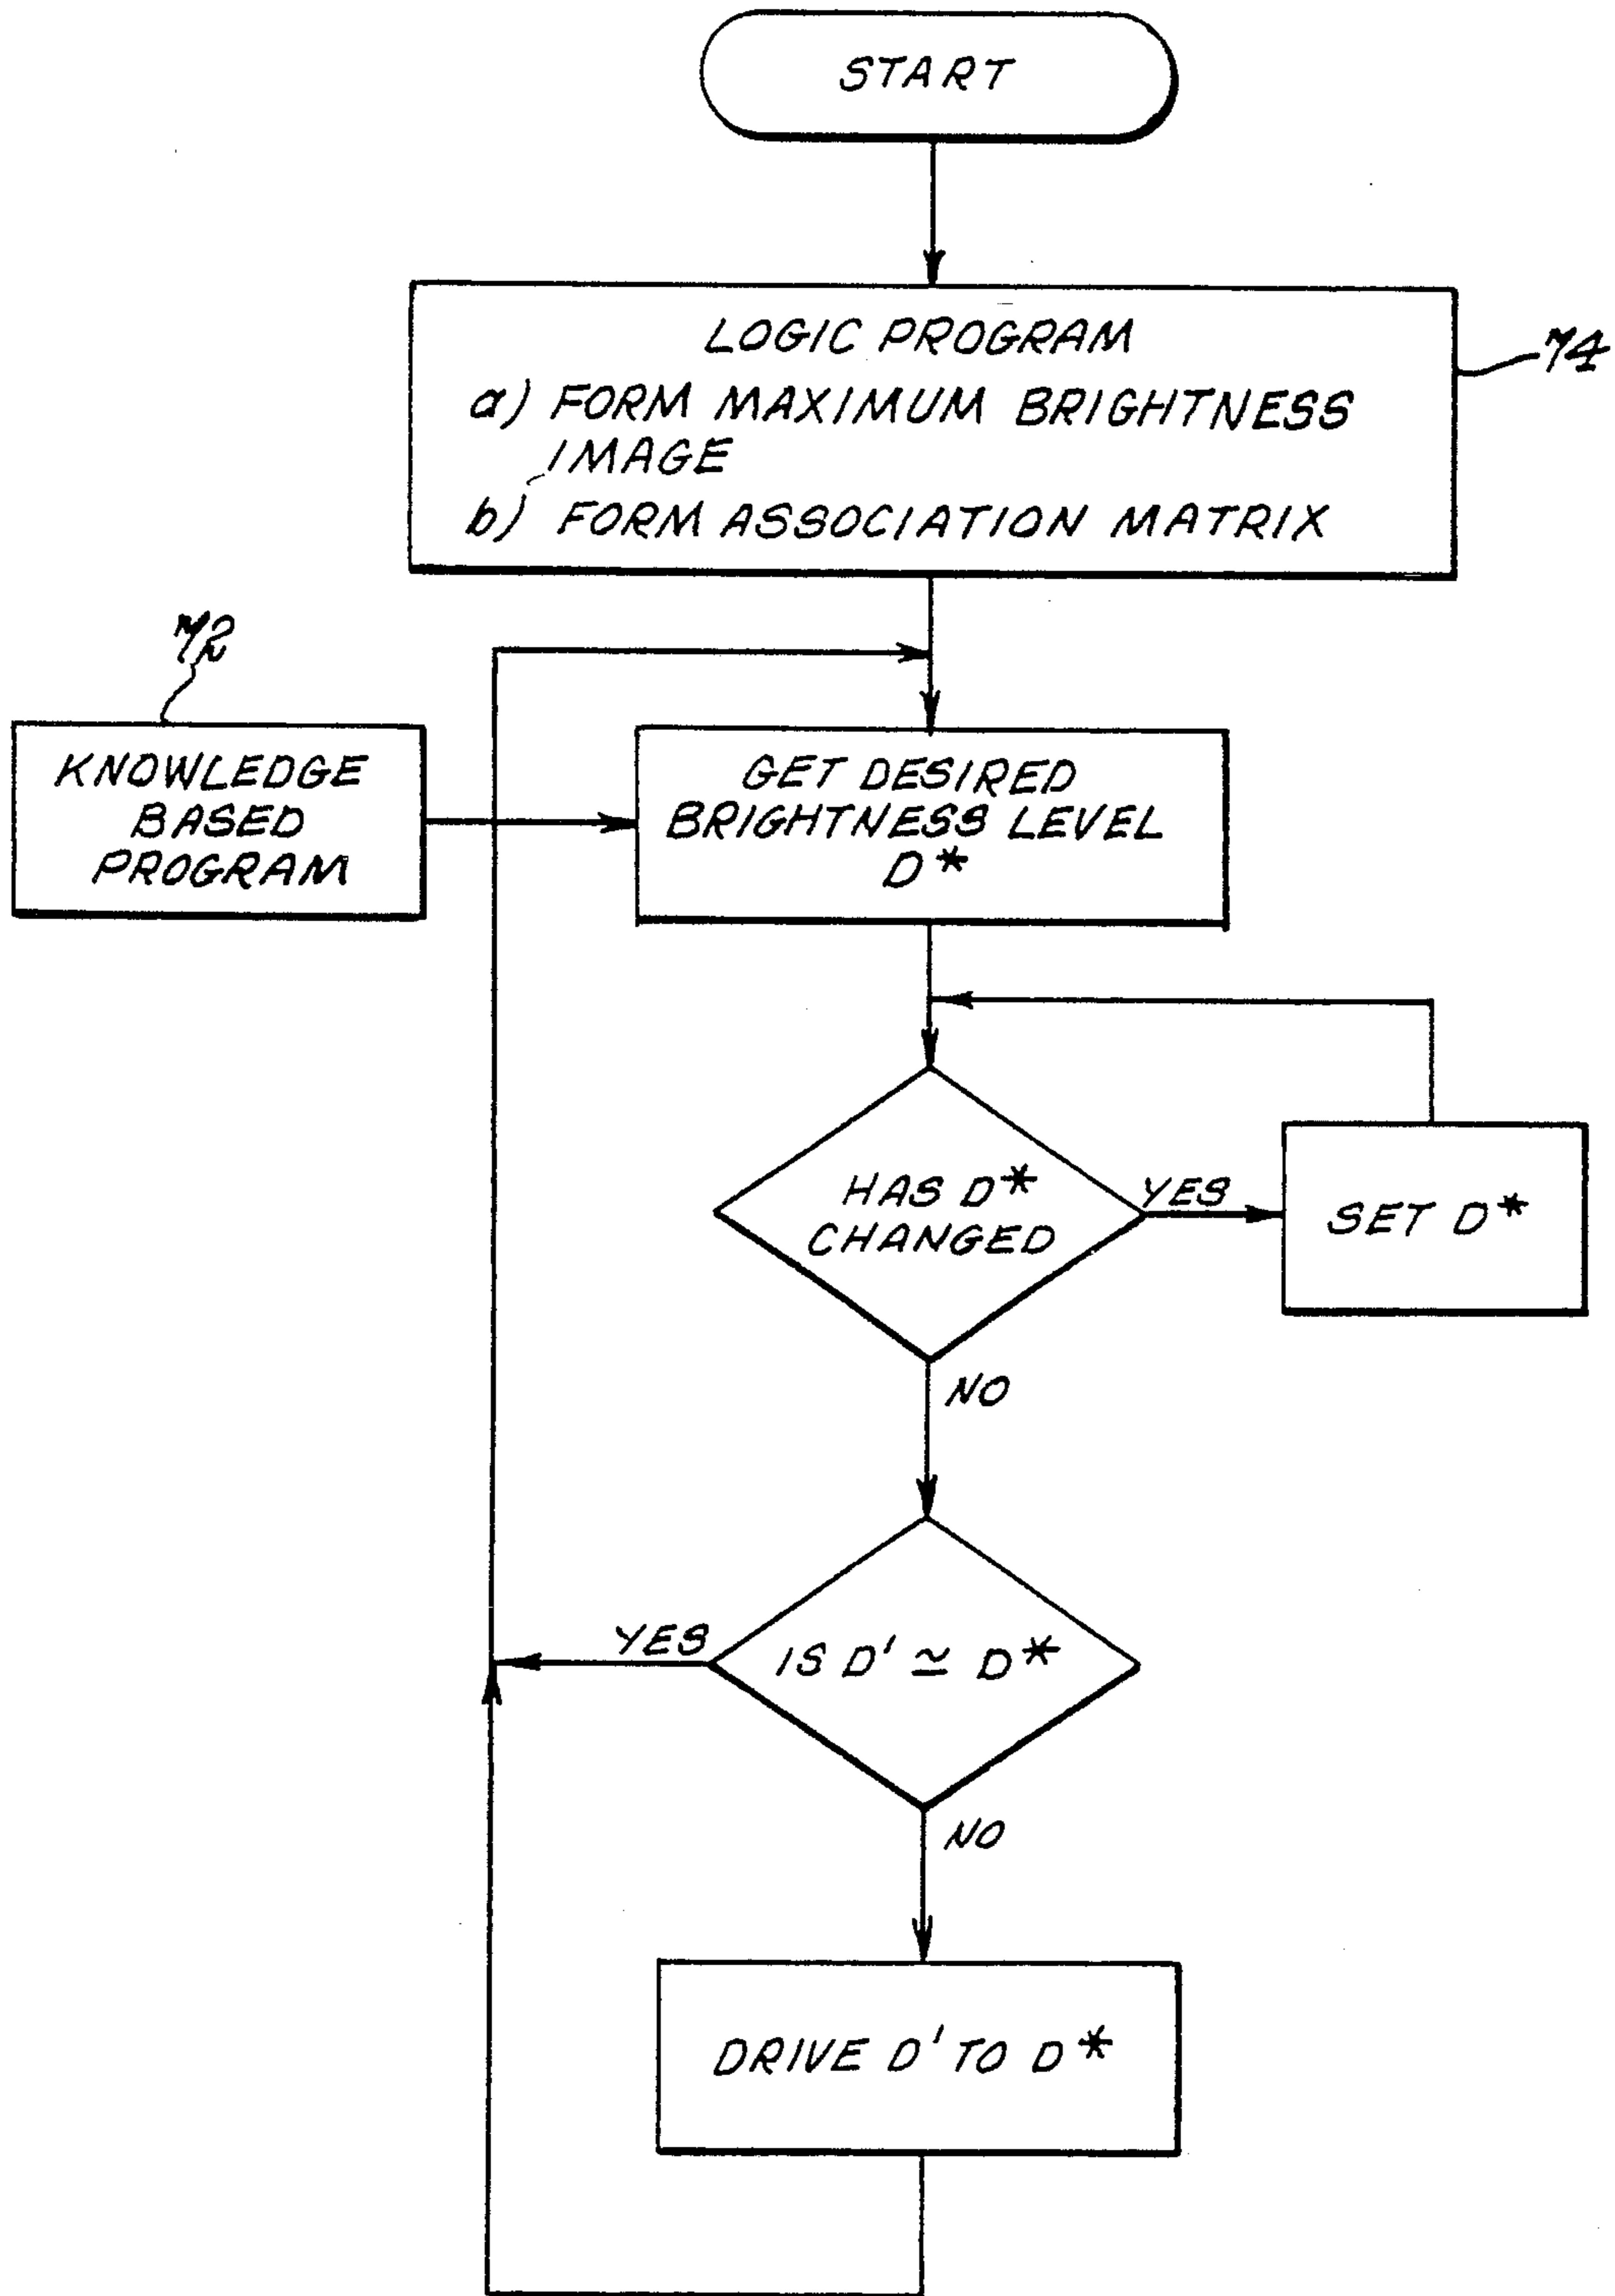 START
LOGIC PROGRAM
a) FORM MAXIMUM BRIGHTNESS
IMAGE
b) FORM ASSOCIATION MATRIX
74
72
KNOWLEDGE
BASED
PROGRAM
GET DESIRED
BRIGHTNESS LEVEL
D*
HAS D*
CHANGED
YES
SET D*
NO
YES
IS D' ≃ D*
NO
DRIVE D' TO D*